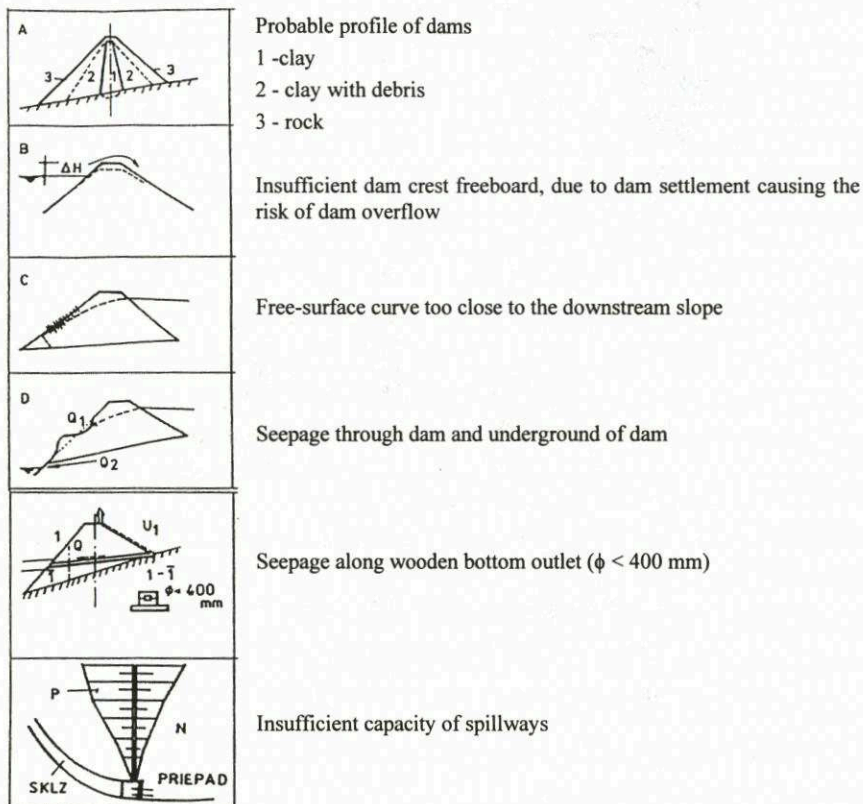 A
3
2
1
2
3
Probable profile of dams
1 -clay
2 - clay with debris
3 - rock
B
ΔH
Insufficient dam crest freeboard, due to dam settlement causing the
risk of dam overflow
C
Free-surface curve too close to the downstream slope
D
Q1
Q2
Seepage through dam and underground of dam
1
Q
U1
1
1-1̄
ϕ< 400
mm
Seepage along wooden bottom outlet (ϕ < 400 mm)
P
N
SKLZ
PRIEPAD
Insufficient capacity of spillways